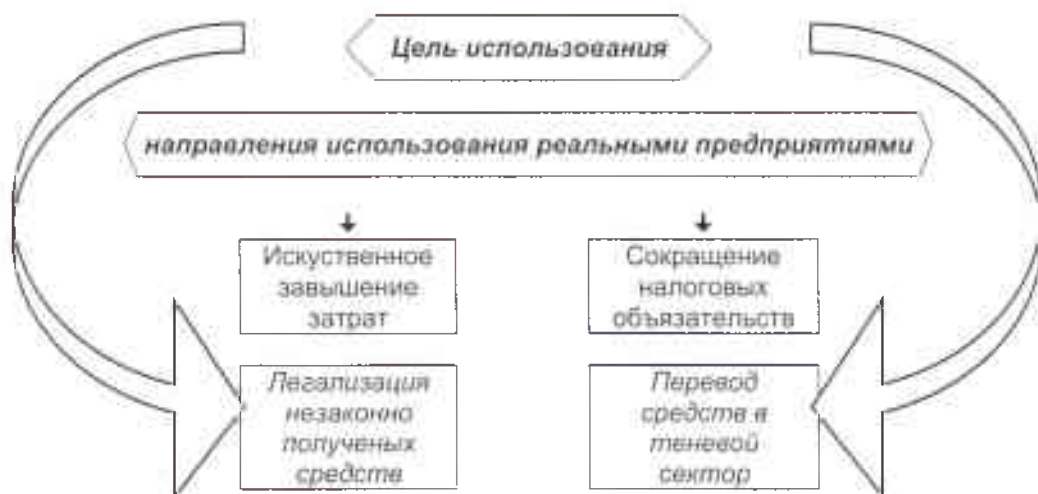 Цель использования
направления использования реальными предприятиями
Искуственное
завышение
затрат
Сокращение
налоговых
объязательств
Легализация
незаконно
полученых
средств
Перевод
средств в
теневой
сектор